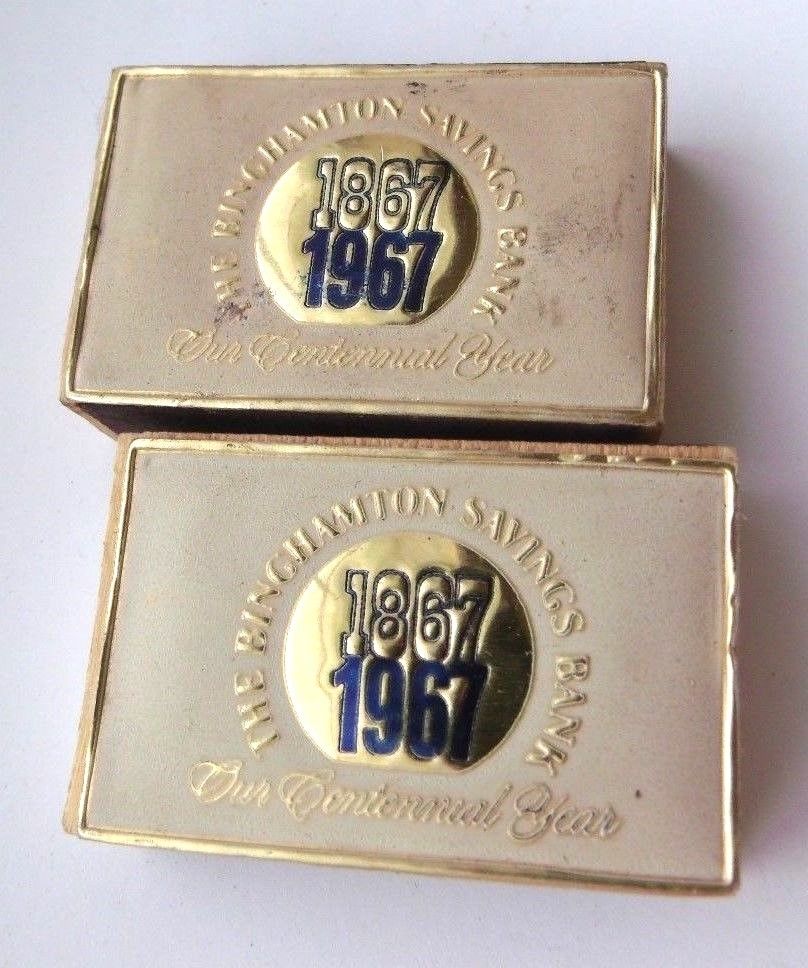 THE BINGHAMTON SAVINGS BANK
1867
1967
Our Centennial Year
THE BINGHAMTON SAVINGS BANK
1867
1967
Our Centennial Year